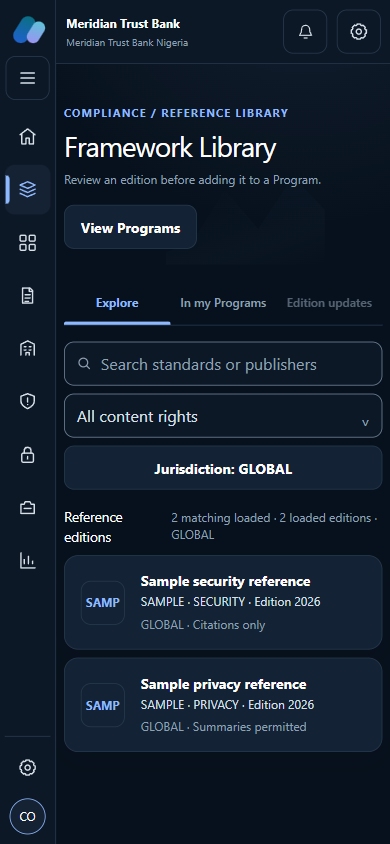 Meridian Trust Bank
Meridian Trust Bank Nigeria
COMPLIANCE / REFERENCE LIBRARY
Framework Library
Review an edition before adding it to a Program.
View Programs
Explore
In my Programs
Edition updates
Search standards or publishers
All content rights
v
Jurisdiction: GLOBAL
Reference
editions
2 matching loaded · 2 loaded editions ·
GLOBAL
SAMP
Sample security reference
SAMPLE · SECURITY · Edition 2026
GLOBAL · Citations only
SAMP
Sample privacy reference
SAMPLE · PRIVACY · Edition 2026
GLOBAL · Summaries permitted
CO